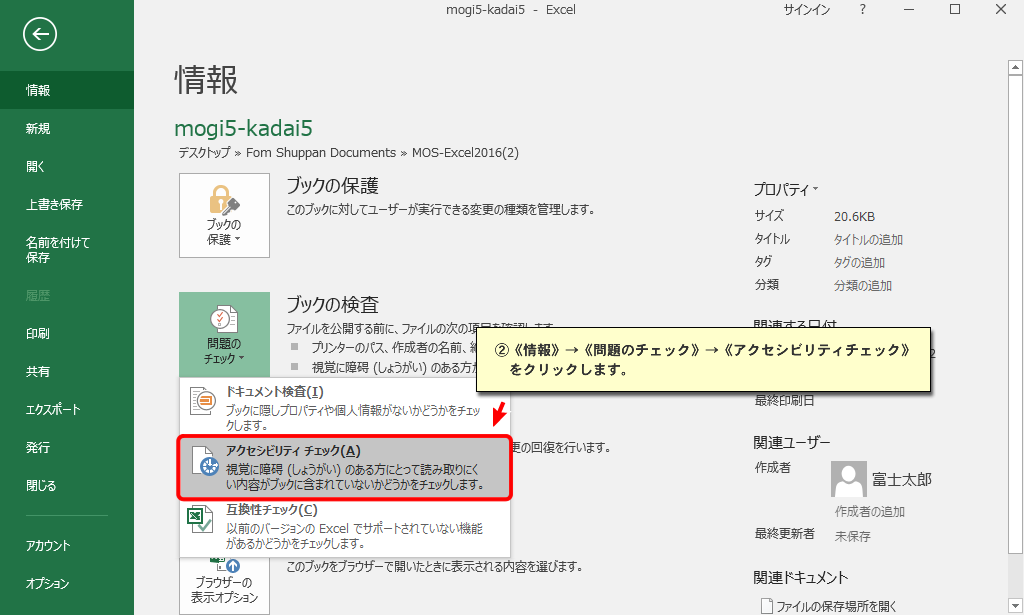 mogi5-kadai5 - Excel
サインイン
?
情報
新規
開く
上書き保存
名前を付けて
保存
履歴
印刷
共有
エクスポート
発行
閉じる
アカウント
オプション
情報
mogi5-kadai5
デスクトップ » Fom Shuppan Documents » MOS-Excel2016(2)
ブックの
保護
ブックの保護
このブックに対してユーザーが実行できる変更の種類を管理します。
問題の
チェック
ブックの検査
ファイルを公開する前に、ファイルの次の項目を確認します。
プリンターのパス、作成者の名前、
視覚に障碍 (しょうがい) のある方が
②《情報》→《問題のチェック》→《アクセシビリティチェック》
をクリックします。
ドキュメント検査(I)
ブックに隠しプロパティや個人情報がないかどうかをチェッ
クします。
アクセシビリティ チェック(A)
視覚に障碍 (しょうがい) のある方にとって読み取りにく
い内容がブックに含まれていないかどうかをチェックします。
互換性チェック(C)
以前のバージョンの Excel でサポートされていない機能
があるかどうかをチェックします。
更の回復を行います。
ブラウザーの
表示オプション
このブックをブラウザーで開いたときに表示される内容を選びます。
プロパティ
サイズ 20.6KB
タイトル タイトルの追加
タグ タグの追加
分類 分類の追加
関連する日付
2
最終印刷日
関連ユーザー
作成者 富士太郎
作成者の追加
最終更新者 未保存
関連ドキュメント
ファイルの保存場所を開く